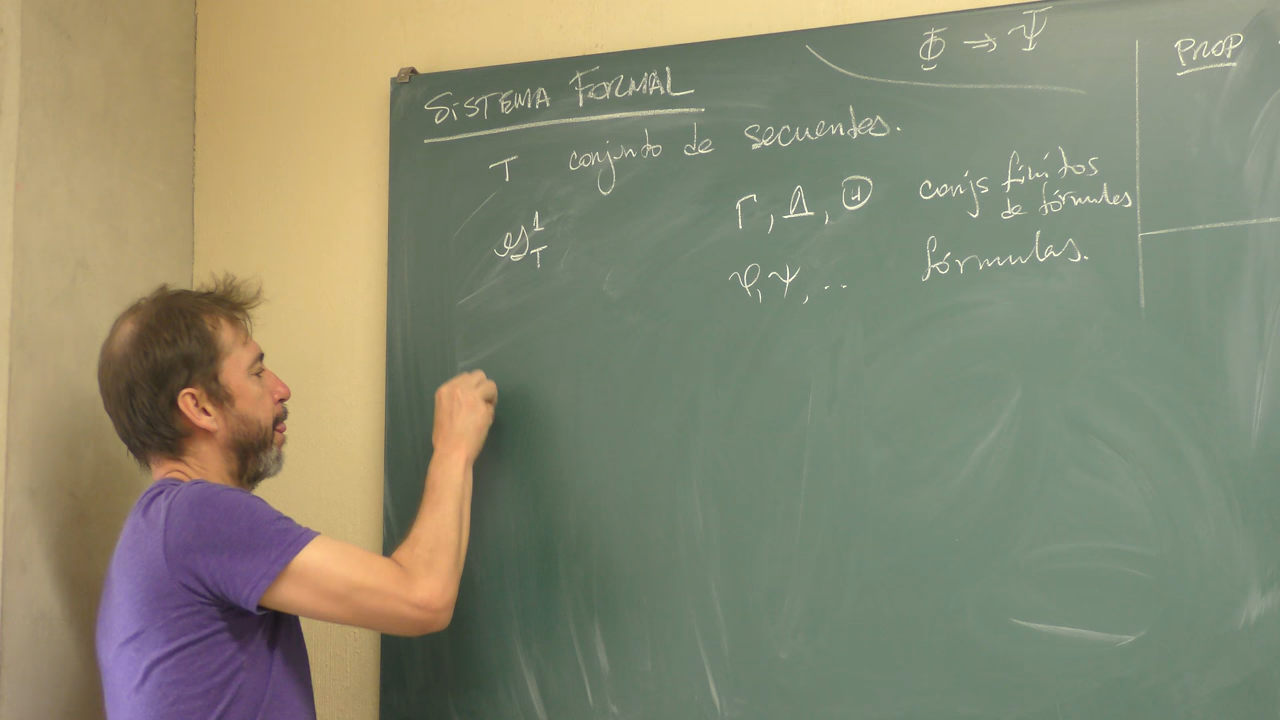 SISTEMA FORMAL
T conjunto de secuentes.
Γ, Δ, Θ conjs finitos
de fórmulas
φ, ψ, .. fórmulas.
Φ ⇒ Ψ
PROP